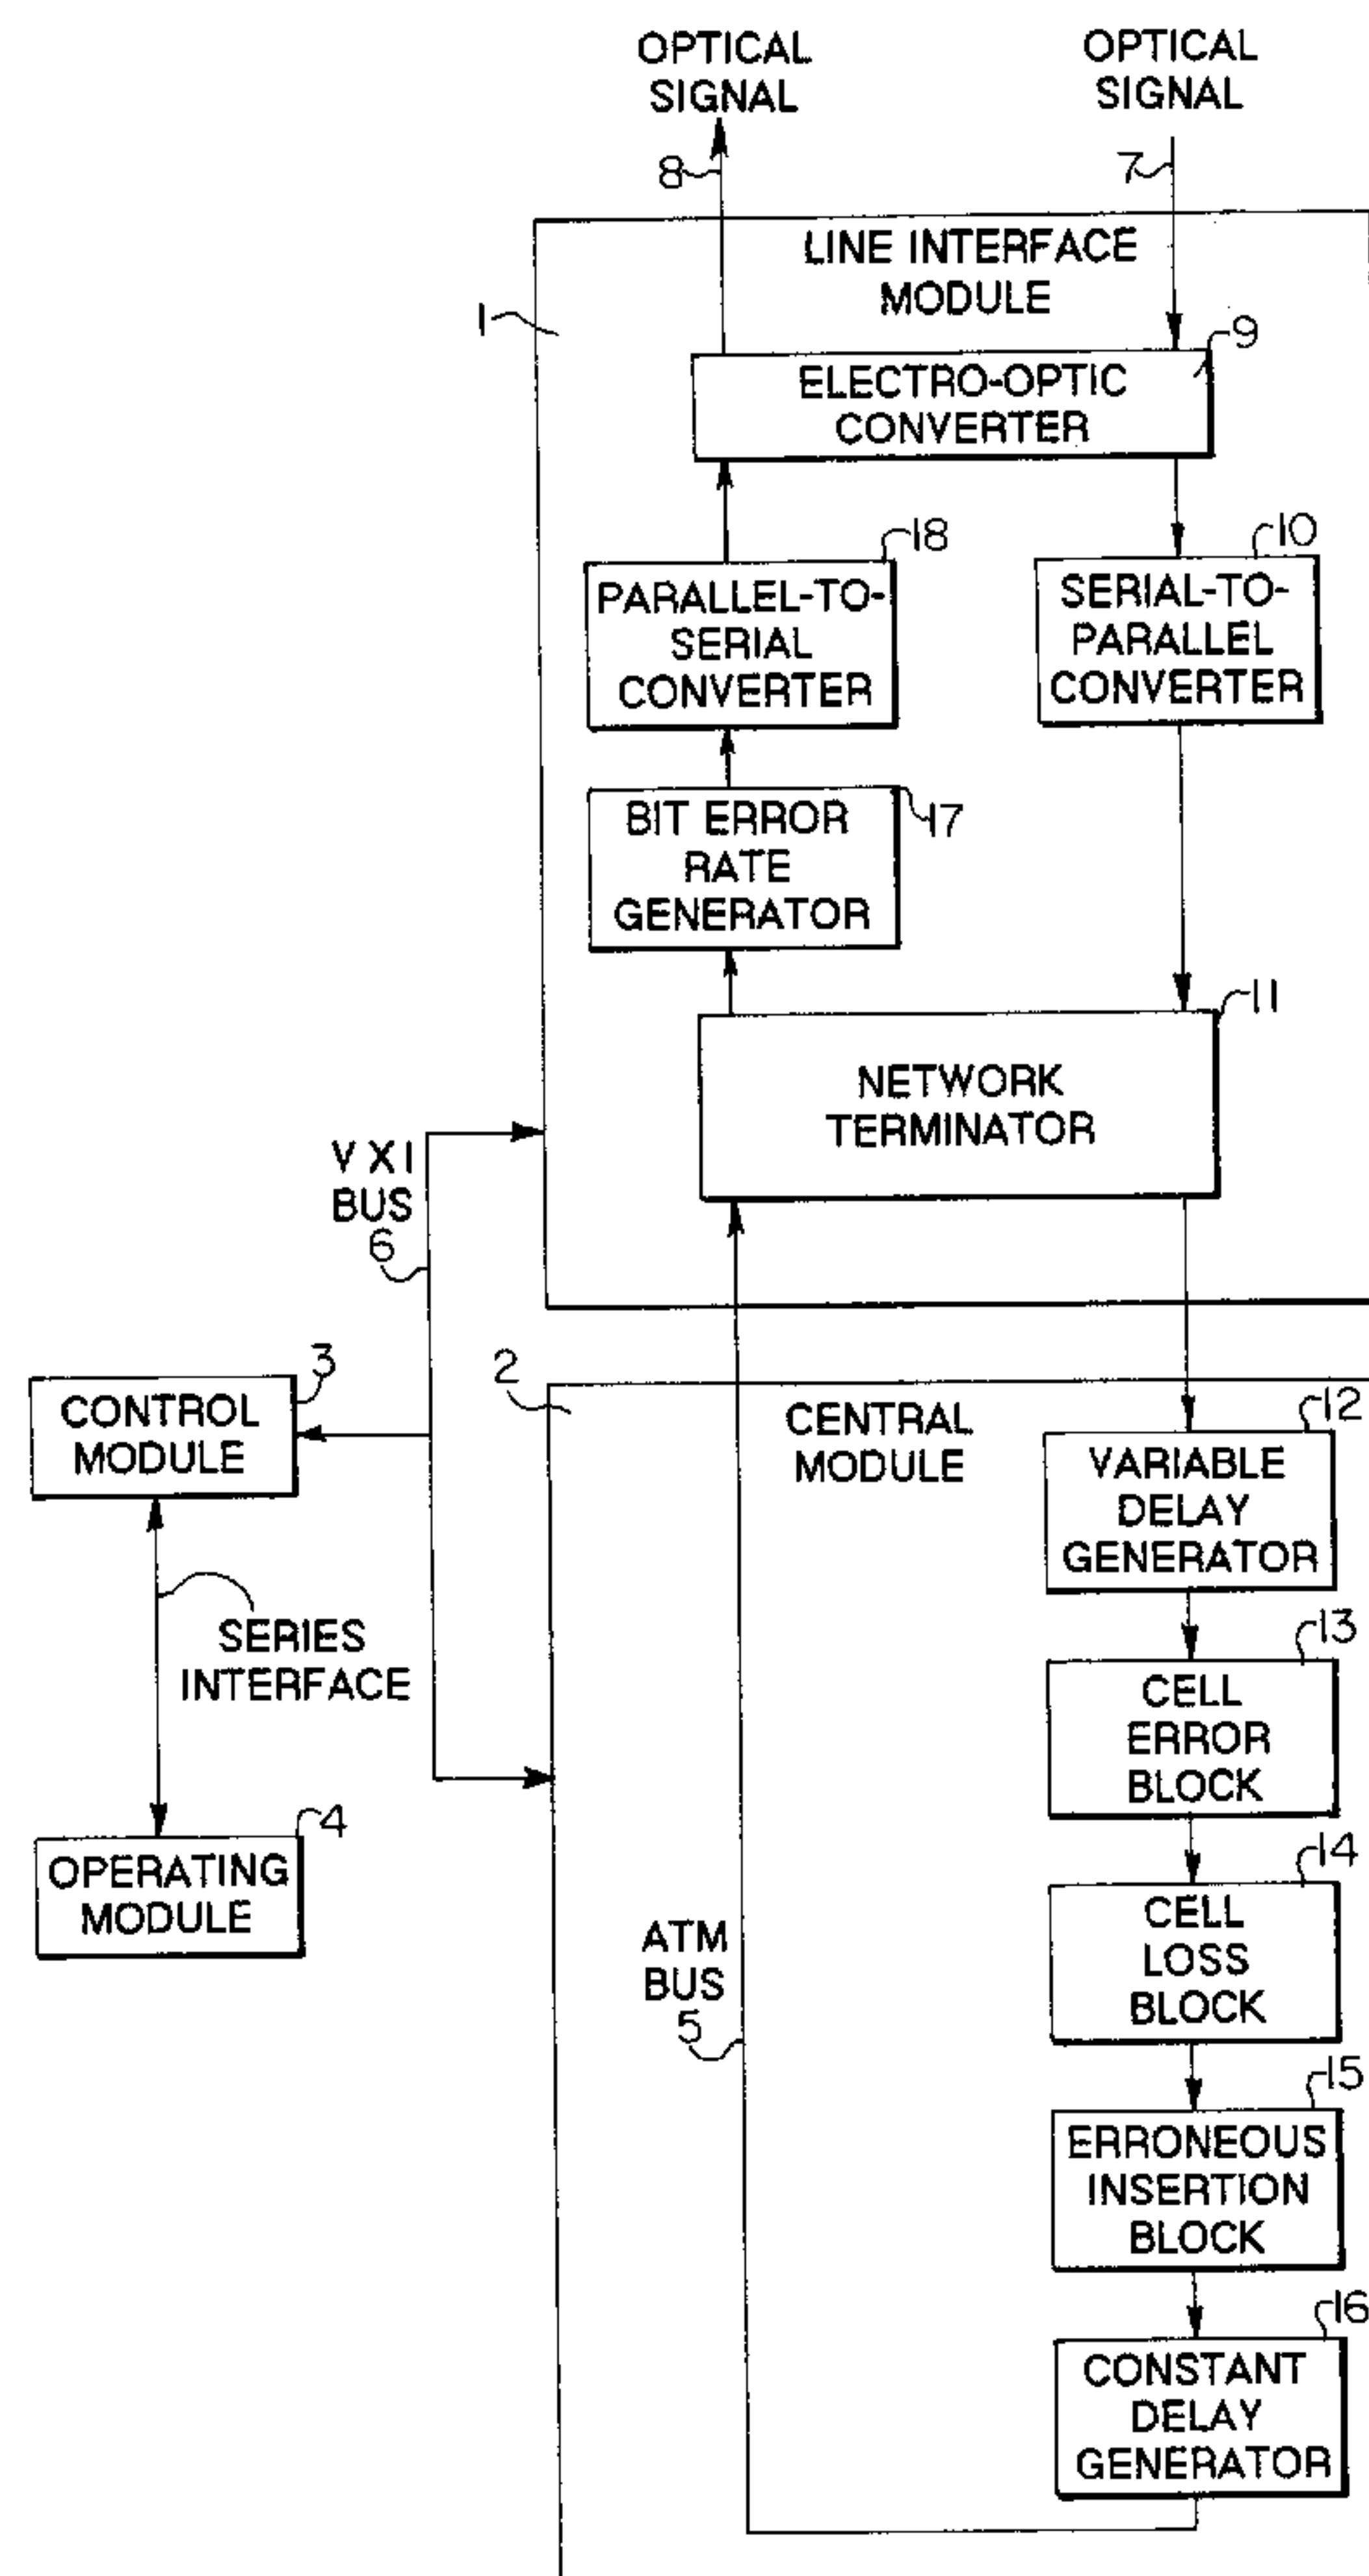 OPTICAL
SIGNAL
OPTICAL
SIGNAL
8
7
LINE INTERFACE
MODULE
1
9
ELECTRO-OPTIC
CONVERTER
18
PARALLEL-TO-
SERIAL
CONVERTER
10
SERIAL-TO-
PARALLEL
CONVERTER
17
BIT ERROR
RATE
GENERATOR
11
NETWORK
TERMINATOR
VXI
BUS
6
3
CONTROL
MODULE
2
CENTRAL
MODULE
12
VARIABLE
DELAY
GENERATOR
SERIES
INTERFACE
13
CELL
ERROR
BLOCK
4
OPERATING
MODULE
14
CELL
LOSS
BLOCK
ATM
BUS
5
15
ERRONEOUS
INSERTION
BLOCK
16
CONSTANT
DELAY
GENERATOR